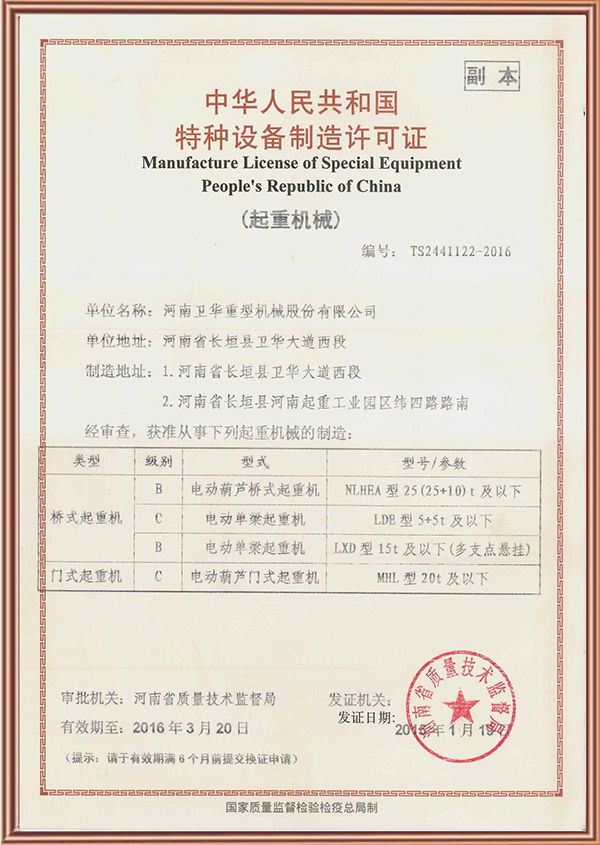 副本
中华人民共和国
特种设备制造许可证
Manufacture License of Special Equipment
People's Republic of China
(起重机械)
编号: TS2441122-2016
单位名称: 河南卫华重型机械股份有限公司
单位地址: 河南省长垣县卫华大道西段
制造地址: 1.河南省长垣县卫华大道西段
2.河南省长垣县河南起重工业园区纬四路路南
经审查, 获准从事下列起重机械的制造:
类型 级别 型式 型号/参数
桥式起重机 B 电动葫芦桥式起重机 NLHEA 型 25(25+10)t 及以下
C 电动单梁起重机 LDE 型 5+5t 及以下
B 电动单梁起重机 LXD 型 15t 及以下(多支点悬挂)
门式起重机 C 电动葫芦门式起重机 MHL 型 20t 及以下
审批机关: 河南省质量技术监督局 发证机关:
有效期至: 2016 年 3 月 20 日 发证日期: 年 1 月
(提示: 请于有效期满 6 个月前提交换证申请)
河南省质量技术监督局
国家质量监督检验检疫总局制